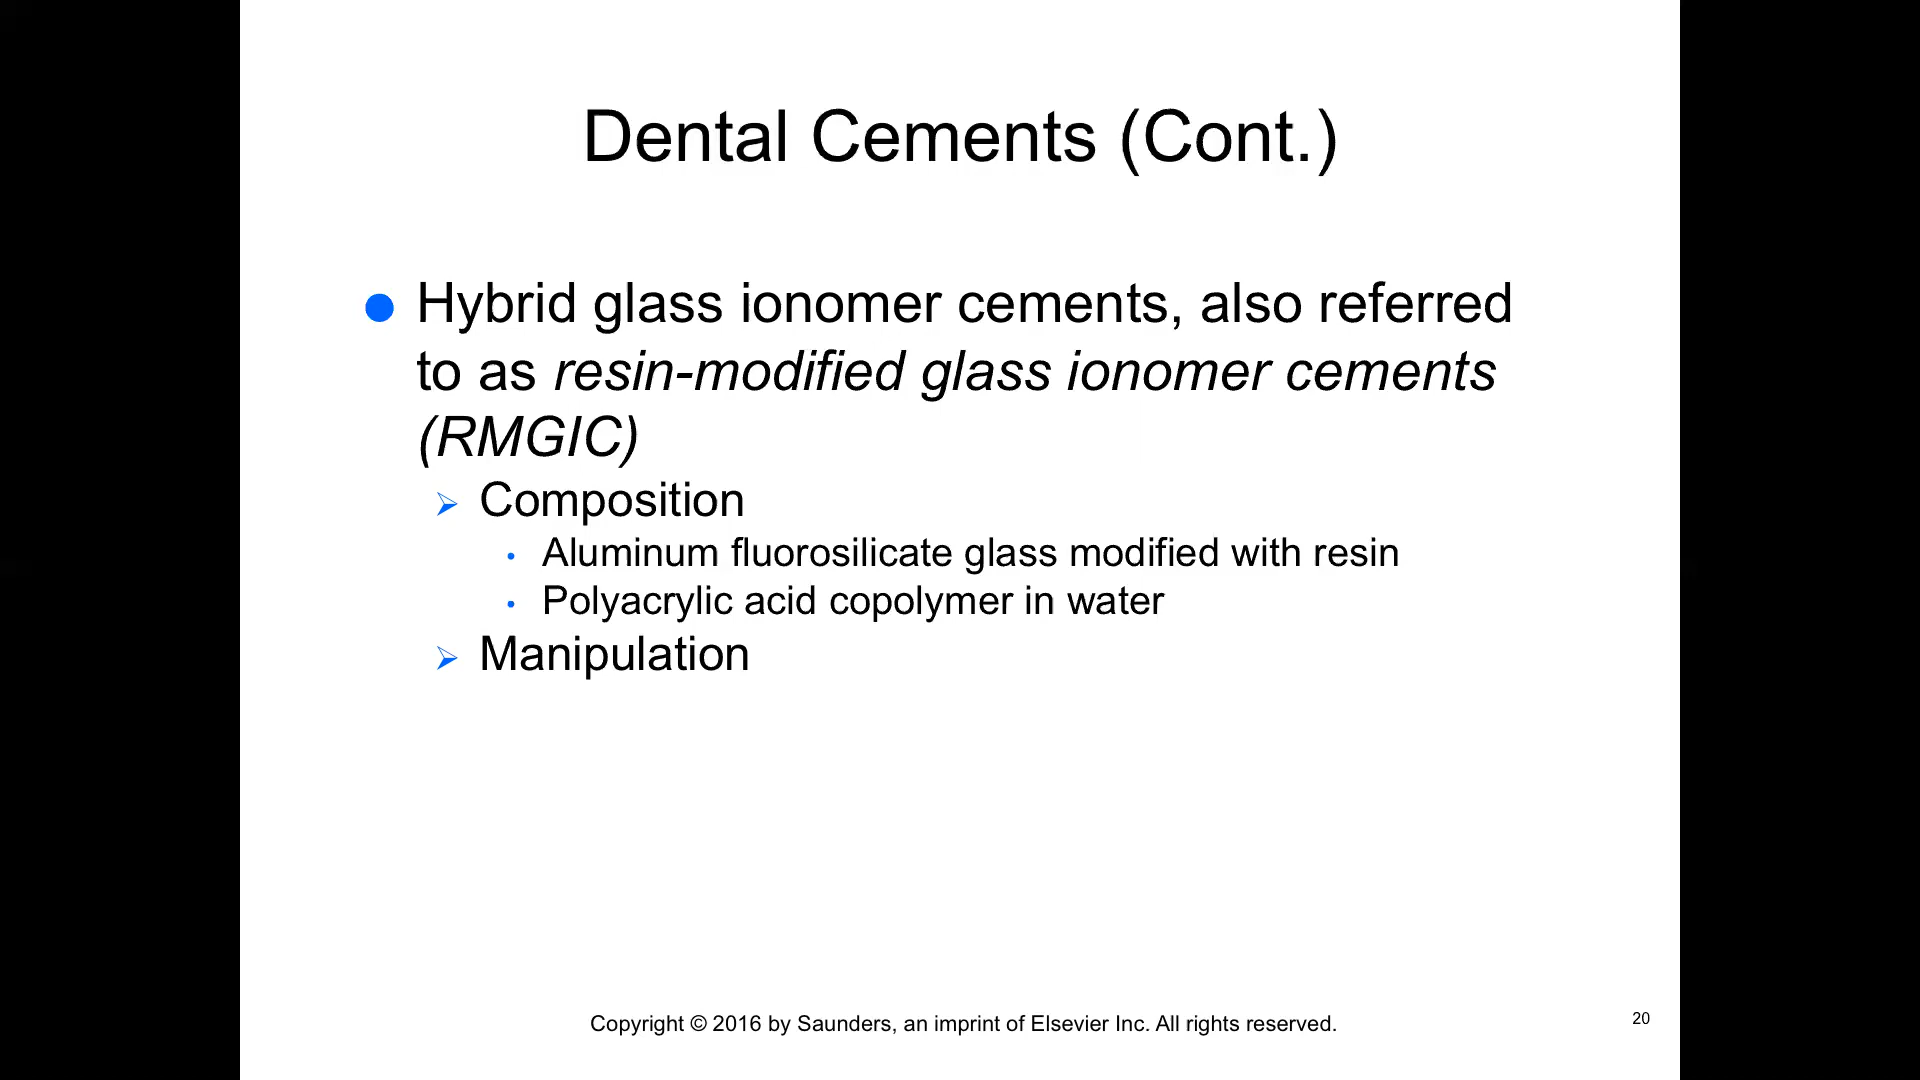 Dental Cements (Cont.)
Hybrid glass ionomer cements, also referred
to as resin-modified glass ionomer cements
(RMGIC)
Composition
Aluminum fluorosilicate glass modified with resin
Polyacrylic acid copolymer in water
Manipulation
Copyright © 2016 by Saunders, an imprint of Elsevier Inc. All rights reserved.
20